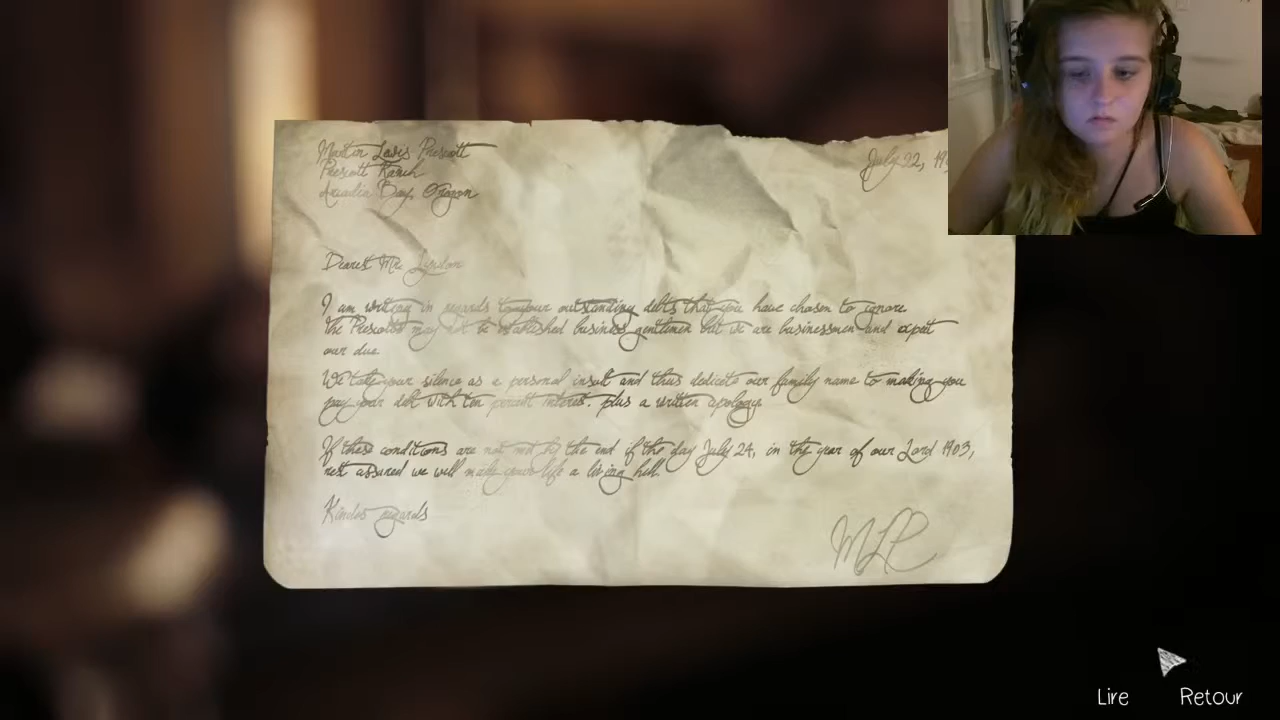 Martin Lewis Prescott
Prescott Ranch
Arcadia Bay, Oregon
July 22, 19
Dearest Mr.
I am writing in regards to your outstanding debts that you have chosen to ignore.
The Prescotts may not be established business gentlemen but we are businessmen and expect
our due.
We take your silence as a personal insult and thus dedicate our family name to making you
pay your debt with ten percent interest, plus a written apology.
If these conditions are not met by the end if the day July 24, in the year of our Lord 1903,
rest assured we will make your life a living hell.
Kindest regards
MLP
Lire
Retour